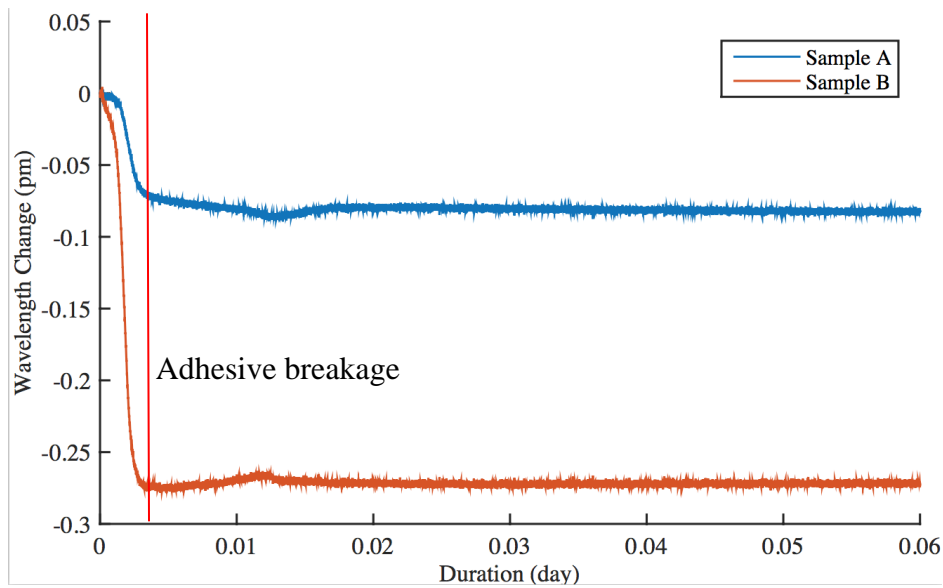 0.05
0
-0.05
-0.1
-0.15
-0.2
-0.25
-0.3
Wavelength Change (pm)
Sample A
Sample B
Adhesive breakage
0 0.01 0.02 0.03 0.04 0.05 0.06
Duration (day)